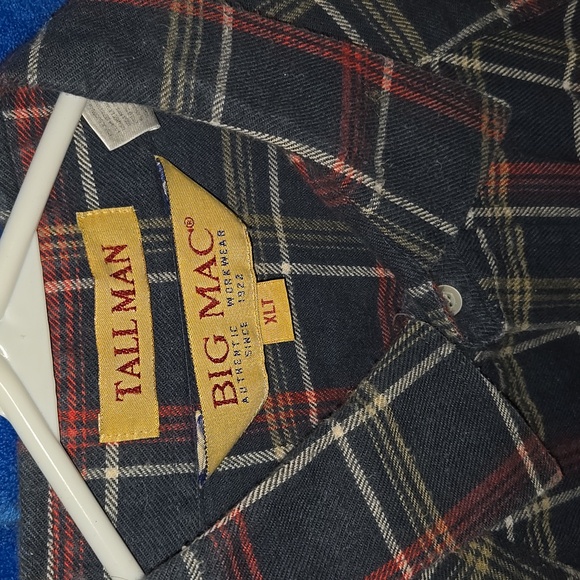 TALL MAN
BIG MAC®
AUTHENTIC WORKWEAR
SINCE 1922
XLT